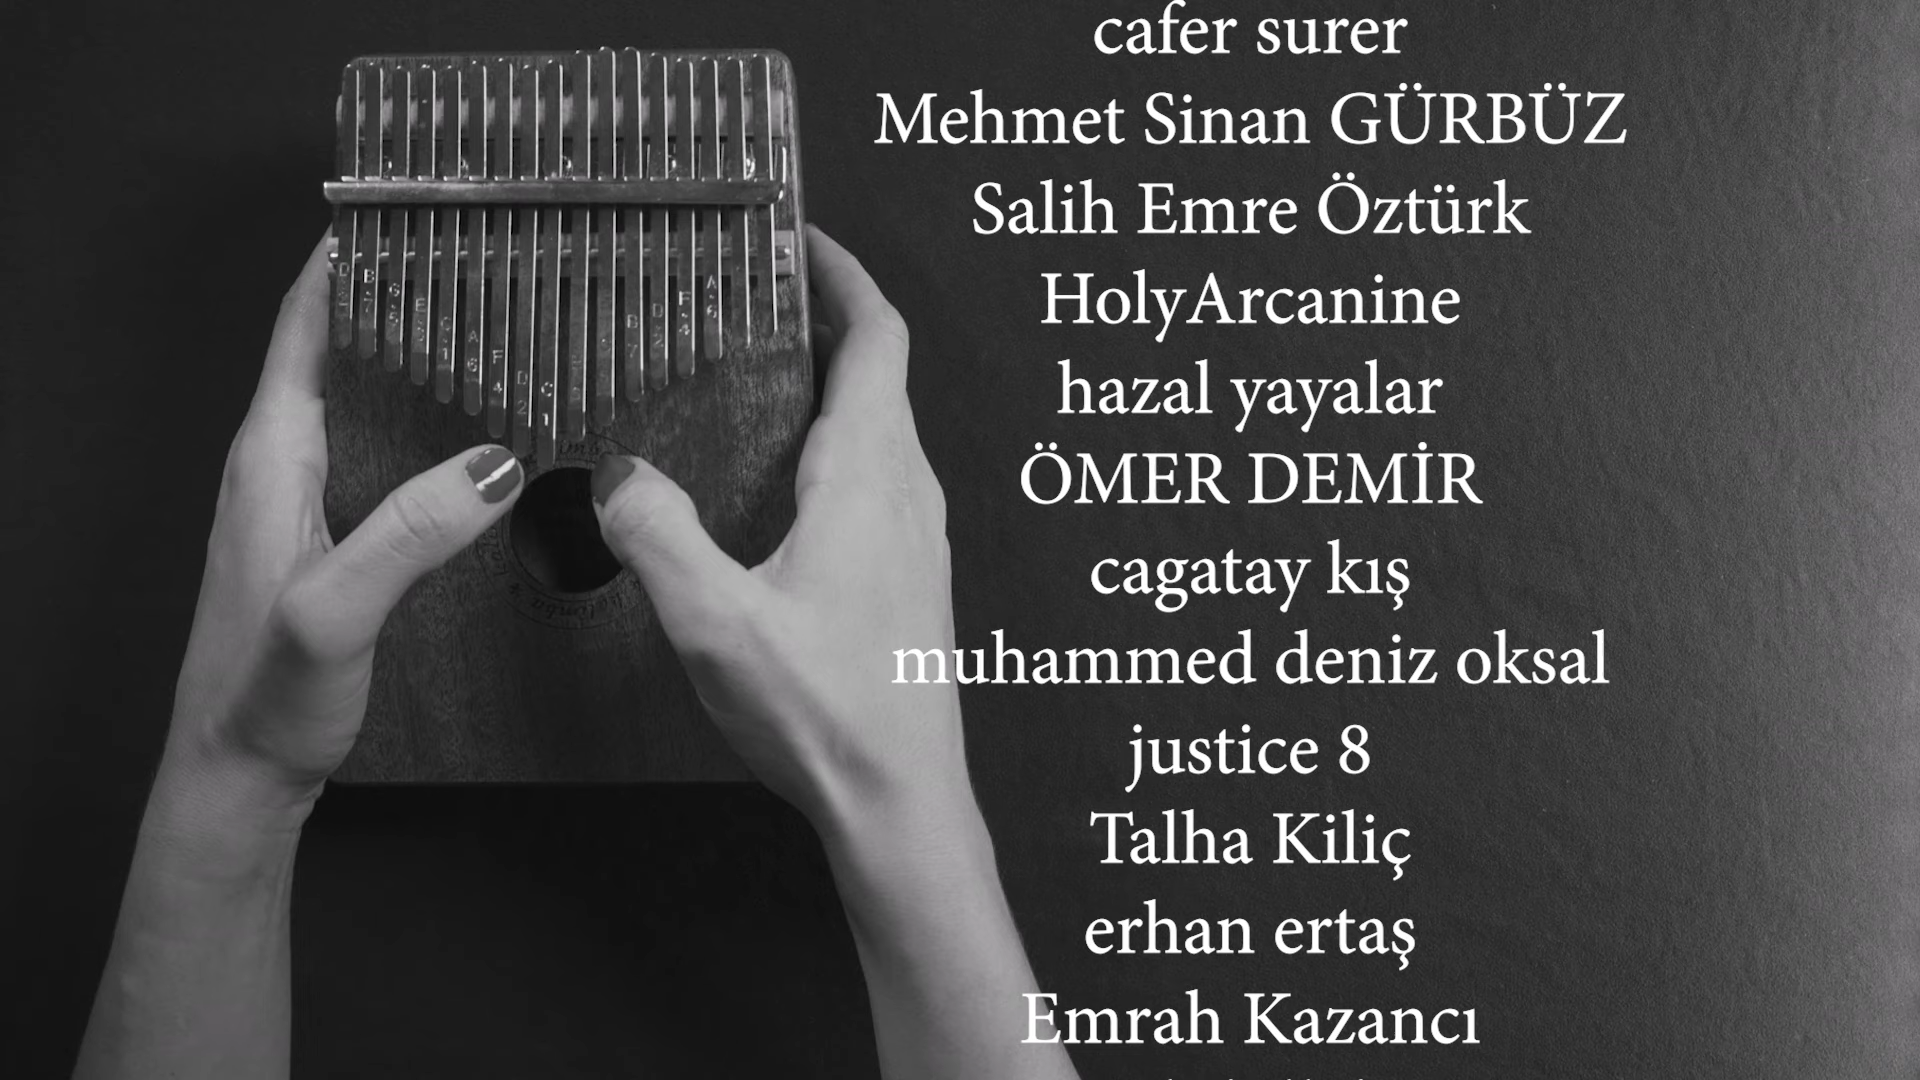 cafer surer
Mehmet Sinan GÜRBÜZ
Salih Emre Öztürk
HolyArcanine
hazal yayalar
ÖMER DEMİR
cagatay kış
muhammed deniz oksal
justice 8
Talha Kiliç
erhan ertaş
Emrah Kazancı